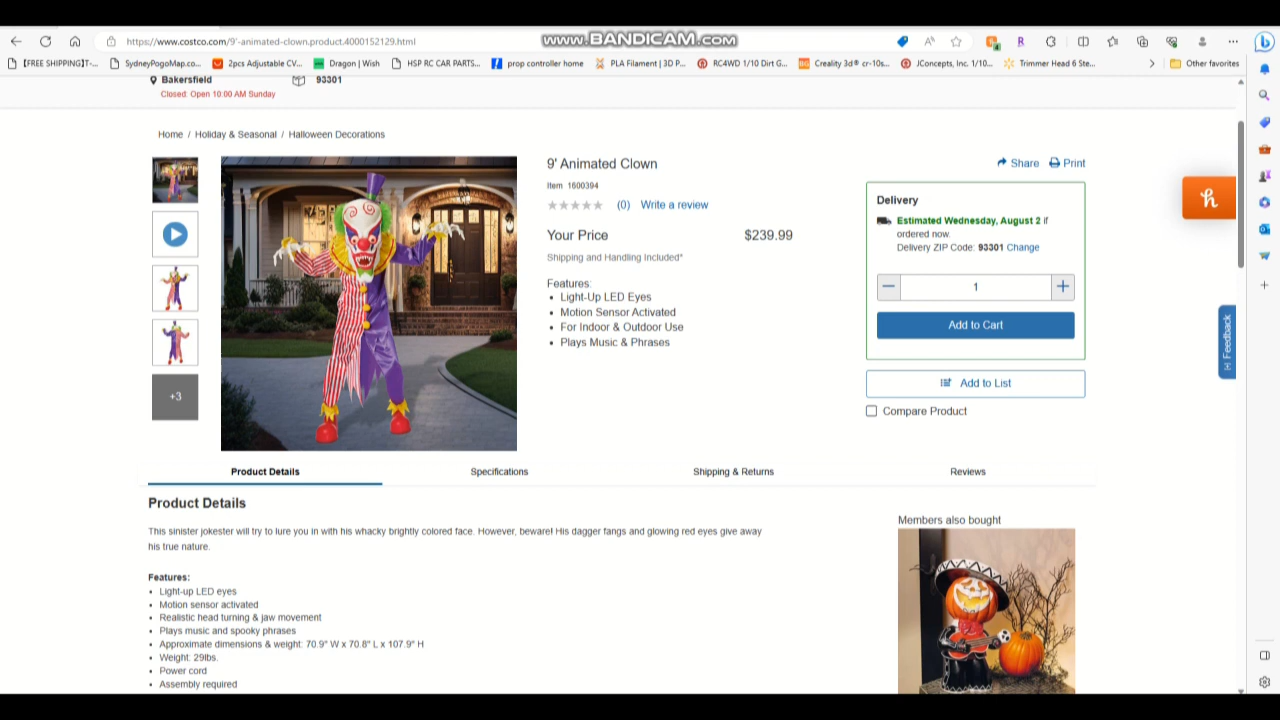 www.BANDICAM.com
https://www.costco.com/9'-animated-clown.product.4000152129.html
[FREE SHIPPING]T-...
SydneyPogoMap.co...
2pcs Adjustable CV...
Dragon | Wish
HSP RC CAR PARTS...
prop controller home
PLA Filament | 3D P...
RC4WD 1/10 Dirt G...
Creality 3d® cr-10s...
JConcepts, Inc. 1/10...
Trimmer Head 6 Ste...
Other favorites
Bakersfield
93301
Closed: Open 10:00 AM Sunday
Home / Holiday & Seasonal / Halloween Decorations
9' Animated Clown
Item 1600394
(0) Write a review
Your Price $239.99
Shipping and Handling Included*
Features:
• Light-Up LED Eyes
• Motion Sensor Activated
• For Indoor & Outdoor Use
• Plays Music & Phrases
Share Print
Delivery
Estimated Wednesday, August 2 if
ordered now.
Delivery ZIP Code: 93301 Change
1
Add to Cart
Add to List
Compare Product
+3
Feedback
Product Details
Specifications
Shipping & Returns
Reviews
Product Details
This sinister jokester will try to lure you in with his whacky brightly colored face. However, beware! His dagger fangs and glowing red eyes give away
his true nature.
Features:
• Light-up LED eyes
• Motion sensor activated
• Realistic head turning & jaw movement
• Plays music and spooky phrases
• Approximate dimensions & weight: 70.9" W x 70.8" L x 107.9" H
• Weight: 29lbs.
• Power cord
• Assembly required
Members also bought